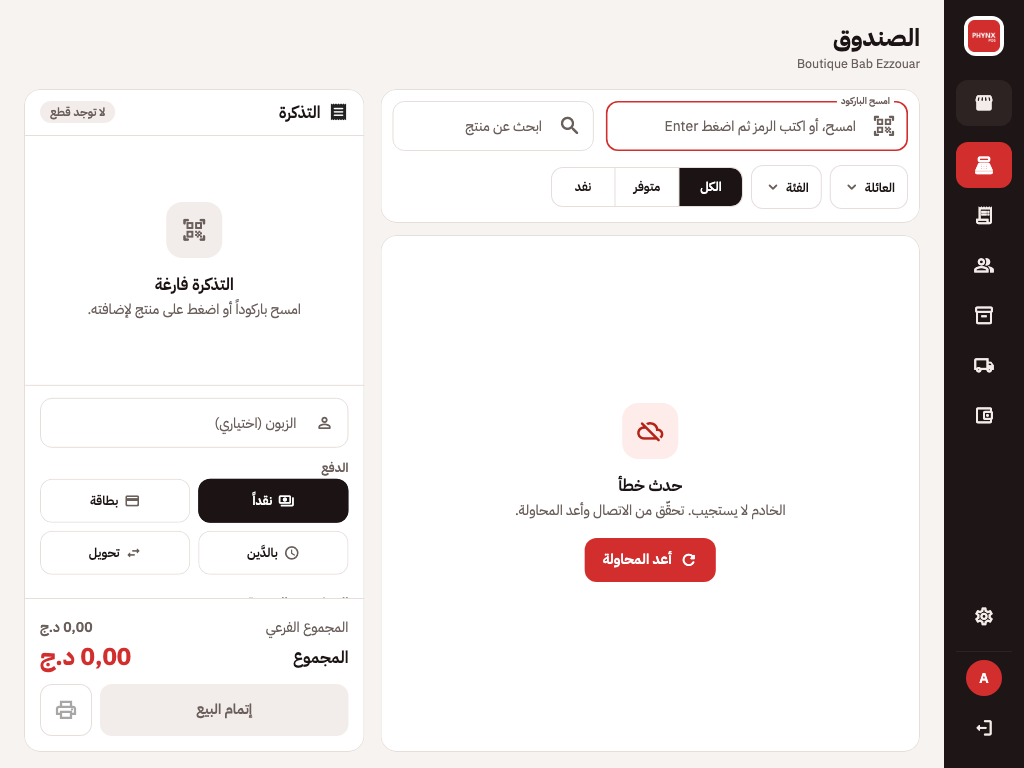 PHYNX
الصندوق
Boutique Bab Ezzouar
امسح الباركود
امسح، أو اكتب الرمز ثم اضغط Enter
ابحث عن منتج
العائلة
الفئة
الكل
متوفر
نفد
حدث خطأ
الخادم لا يستجيب. تحقّق من الاتصال وأعد المحاولة.
أعد المحاولة
التذكرة
لا توجد قطع
التذكرة فارغة
امسح باركوداً أو اضغط على منتج لإضافته.
الزبون (اختياري)
الدفع
نقداً
بطاقة
بالدَّين
تحويل
المجموع الفرعي
0,00 د.ج
المجموع
0,00 د.ج
إتمام البيع
A